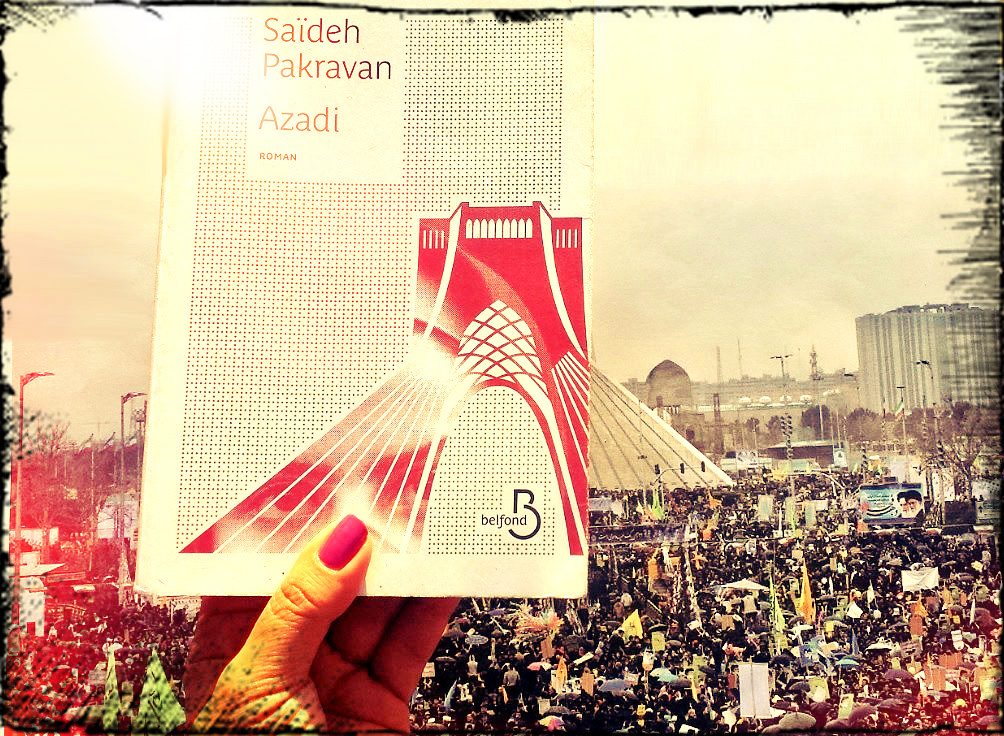 Saïdeh
Pakravan
Azadi
ROMAN
belfond